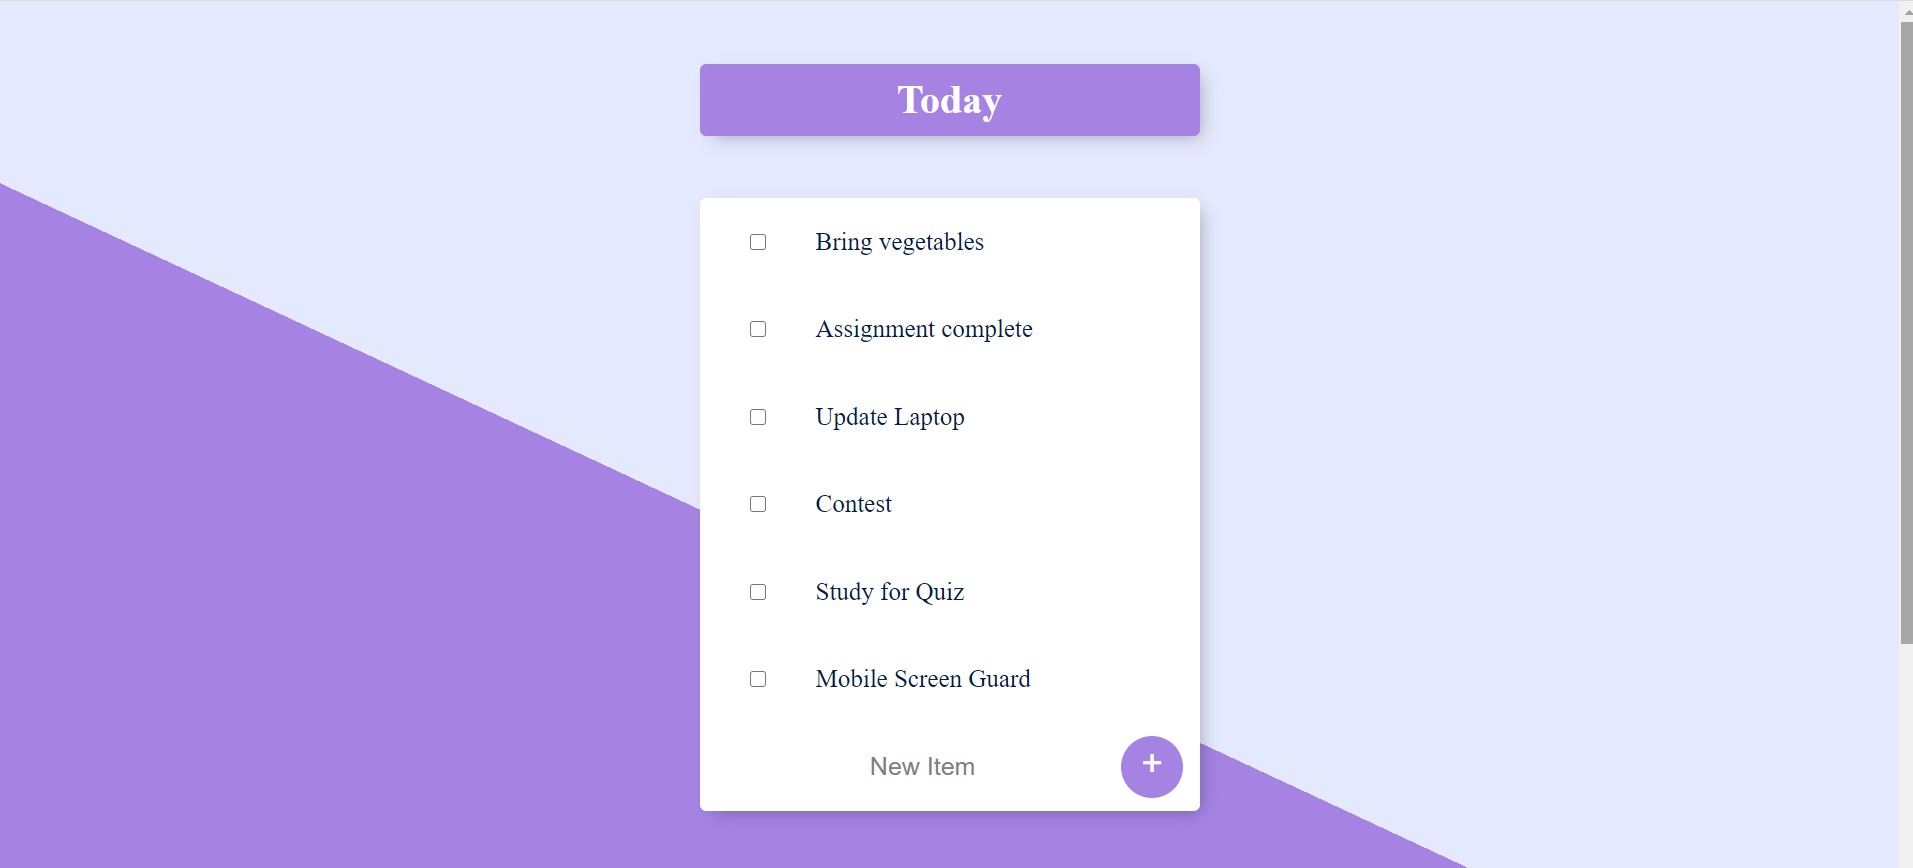 Today
Bring vegetables
Assignment complete
Update Laptop
Contest
Study for Quiz
Mobile Screen Guard
New Item
+